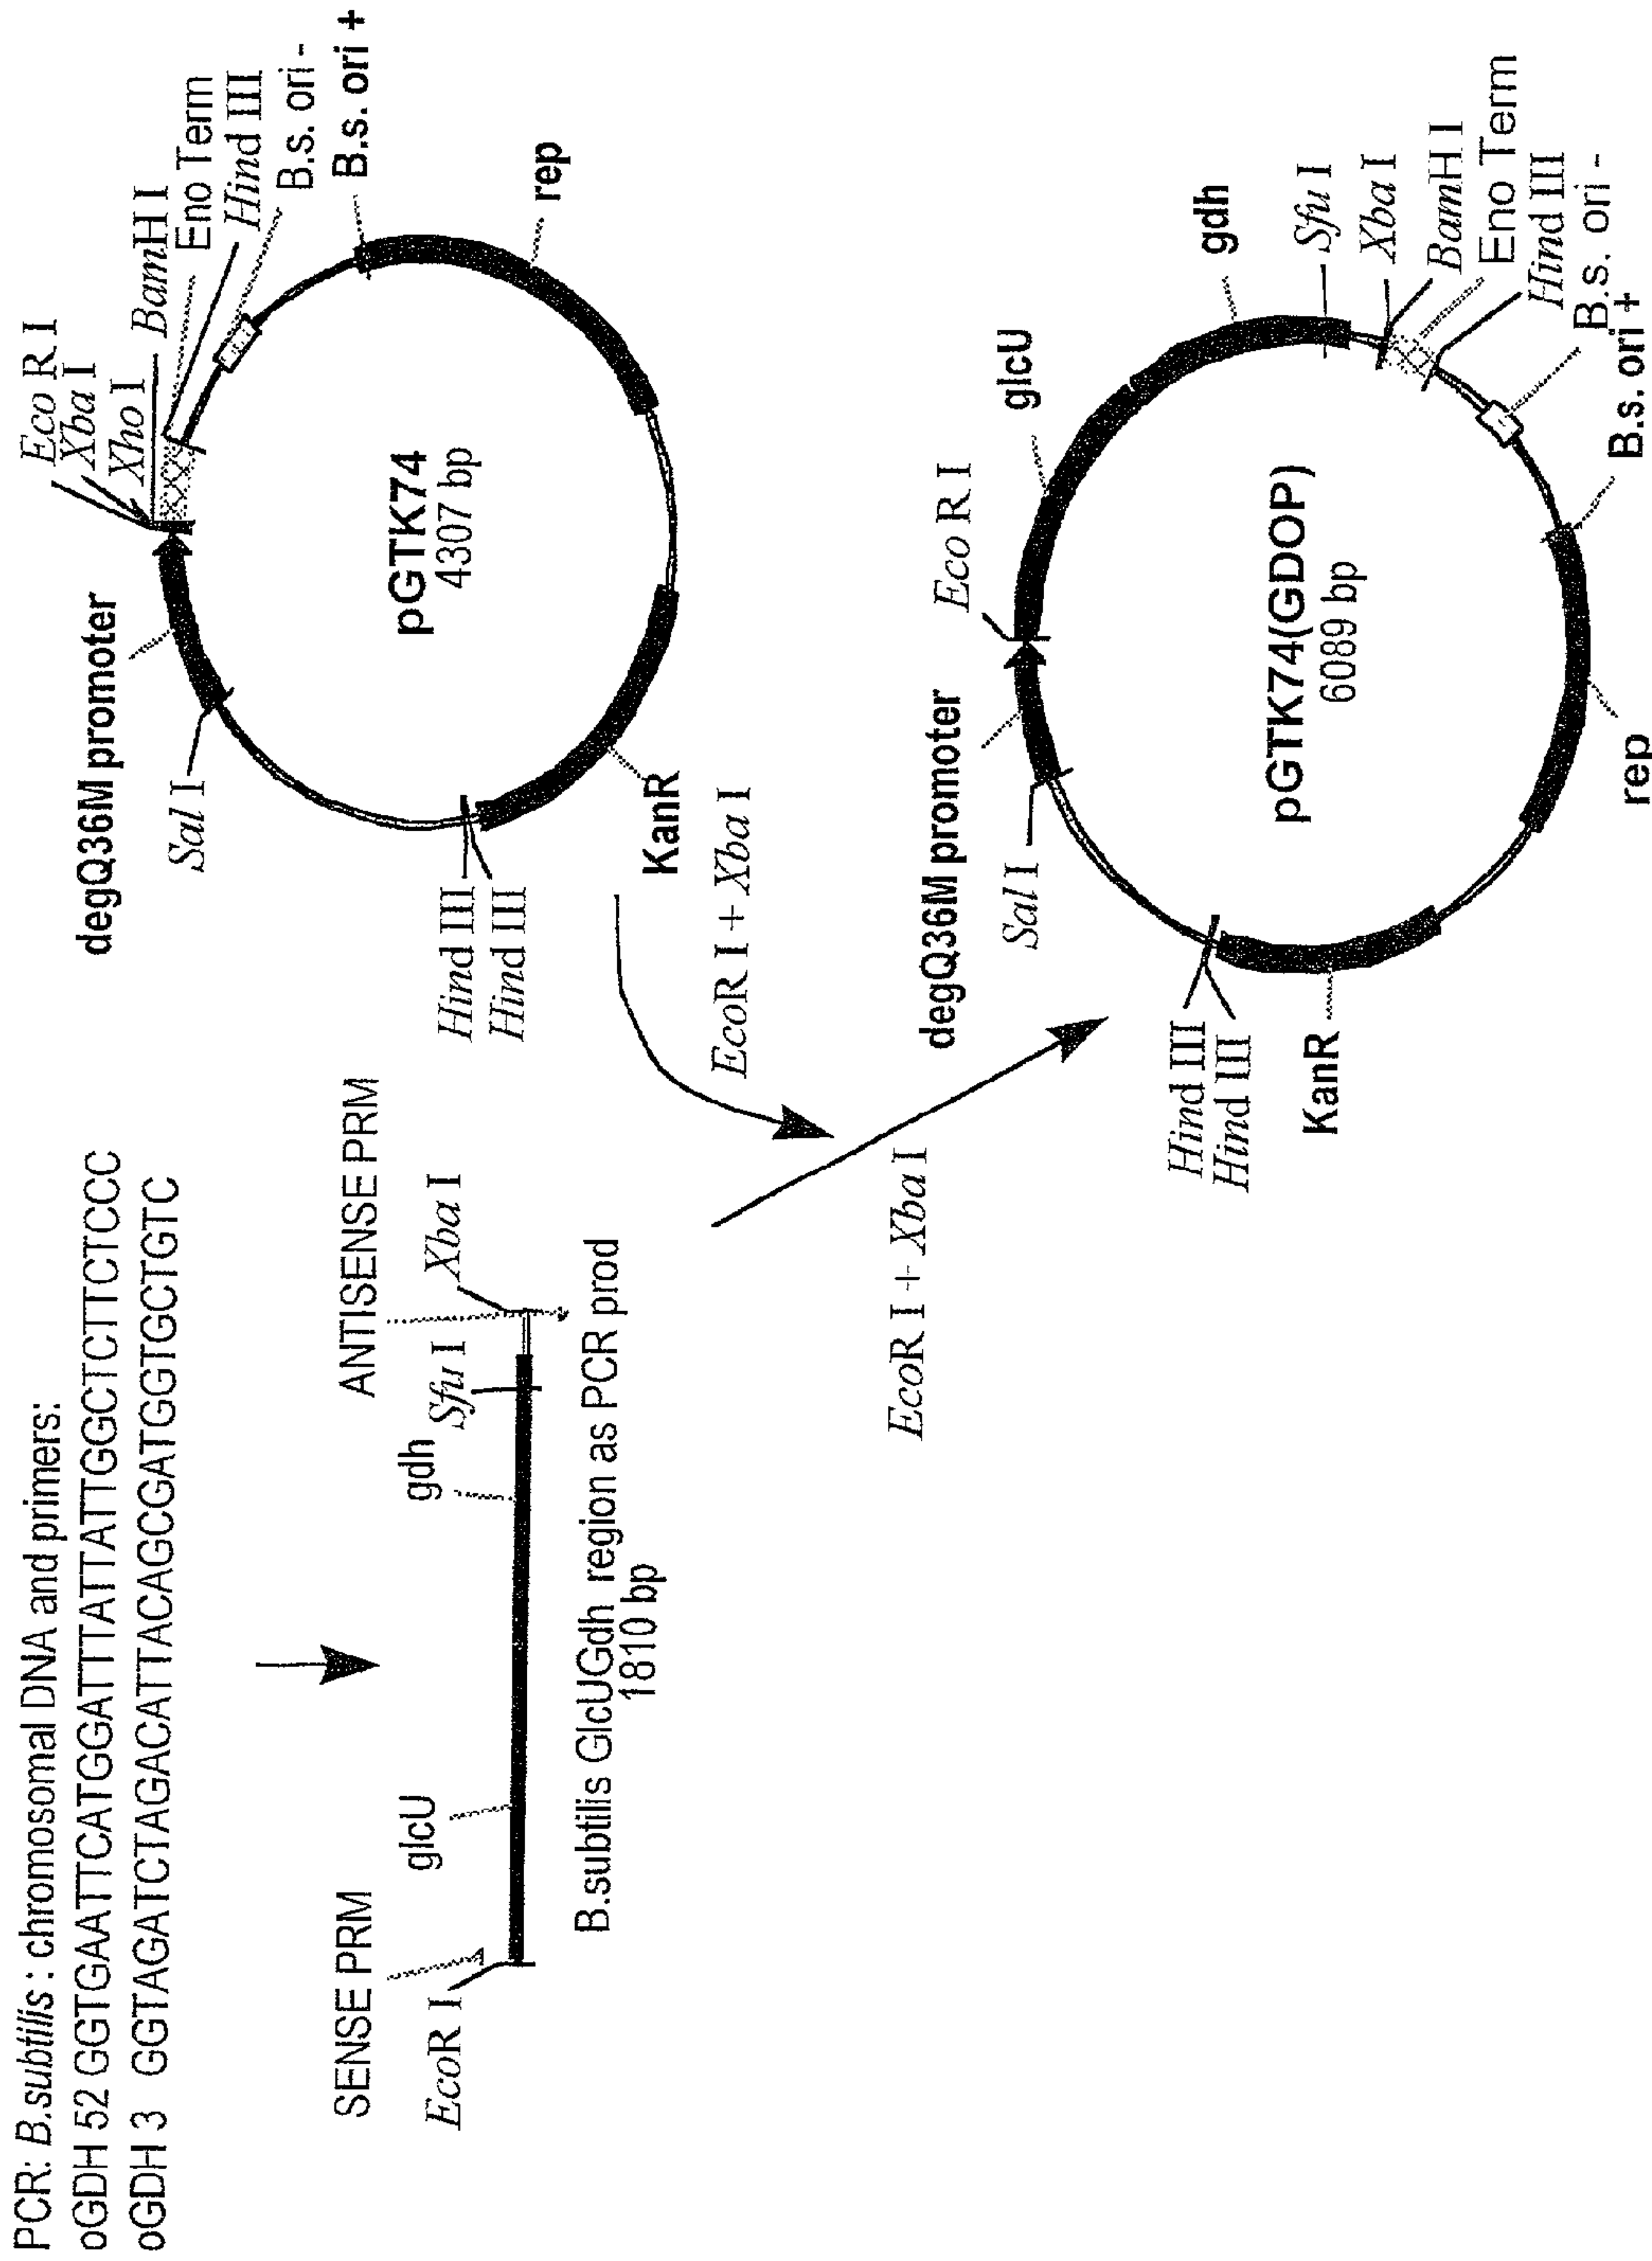 PCR: B.subtilis : chromosomal DNA and primers:
oGDH 52 GGTGAATTCATGGATTTATTATTATTGGCTCTTCTCTCCC
oGDH 3 GGTAGATCTAGACATTACAGCGATGGTGCTGTC
SENSE PRM
ANTISENSE PRM
EcoR I
glcU
gdh
Sfu I
Xba I
B.subtilis GlcUGdh region as PCR prod
1810 bp
EcoR I + Xba I
EcoR I + Xba I
degQ36M promoter
Eco R I
Xba I
Xho I
BamH I
Eno Term
Hind III
B.s. ori -
B.s. ori +
rep
Sal I
pGTK74
4307 bp
Hind III
Hind III
KanR
degQ36M promoter
Eco R I
glcU
gdh
Sfu I
Xba I
BamH I
Eno Term
Hind III
B.s. ori -
B.s. ori +
rep
Sal I
pGTK74(GDOP)
6089 bp
Hind III
Hind III
KanR